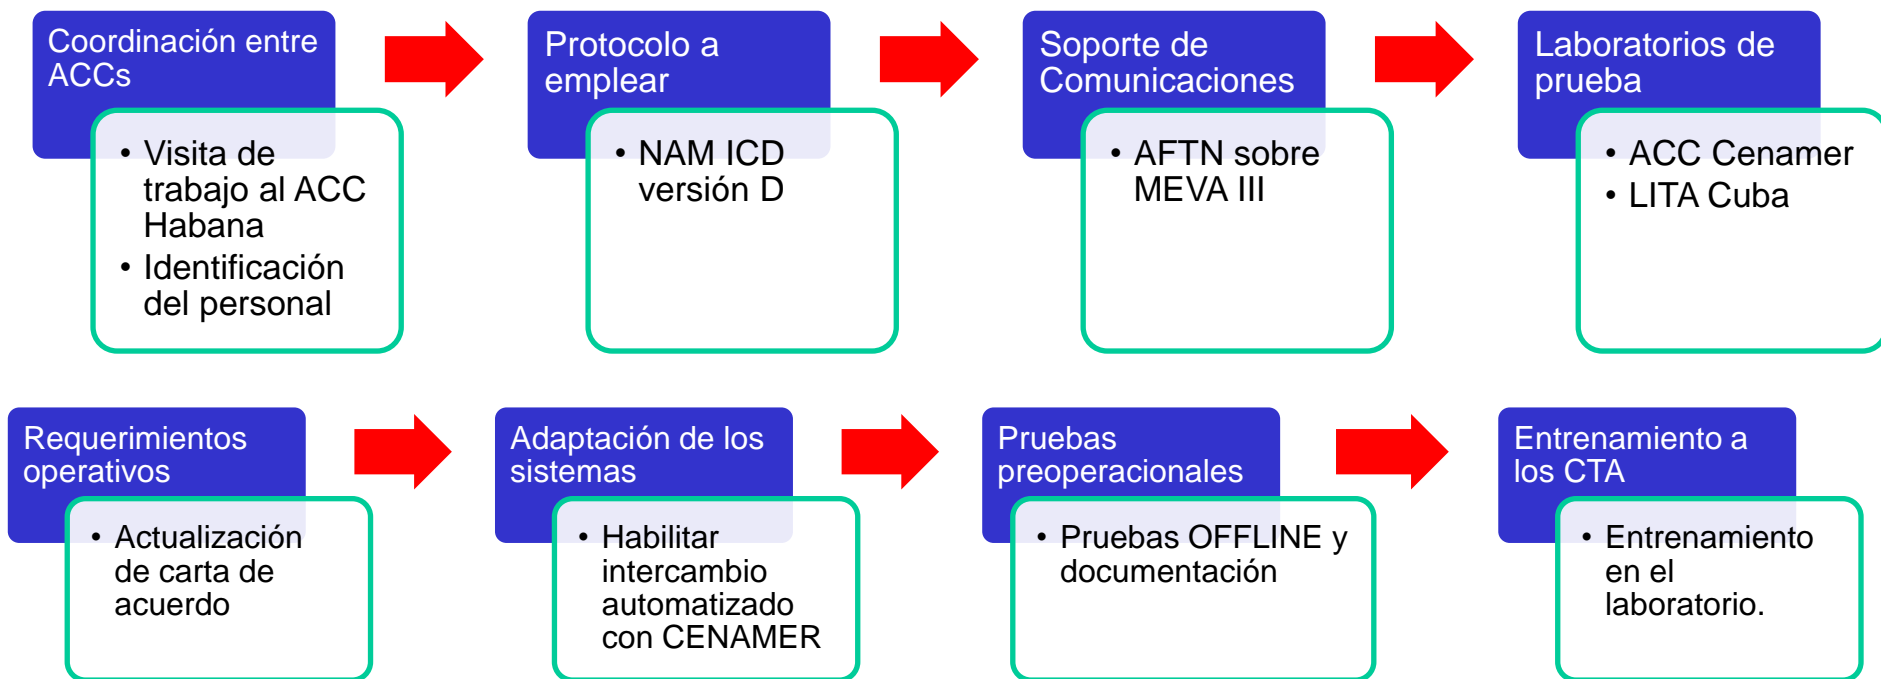 Coordinación entre
ACCs
• Visita de
trabajo al ACC
Habana
• Identificación
del personal
Protocolo a
emplear
• NAM ICD
versión D
Soporte de
Comunicaciones
• AFTN sobre
MEVA III
Laboratorios de
prueba
• ACC Cenamer
• LITA Cuba
Requerimientos
operativos
• Actualización
de carta de
acuerdo
Adaptación de los
sistemas
• Habilitar
intercambio
automatizado
con CENAMER
Pruebas
preoperacionales
• Pruebas OFFLINE y
documentación
Entrenamiento a
los CTA
• Entrenamiento
en el
laboratorio.